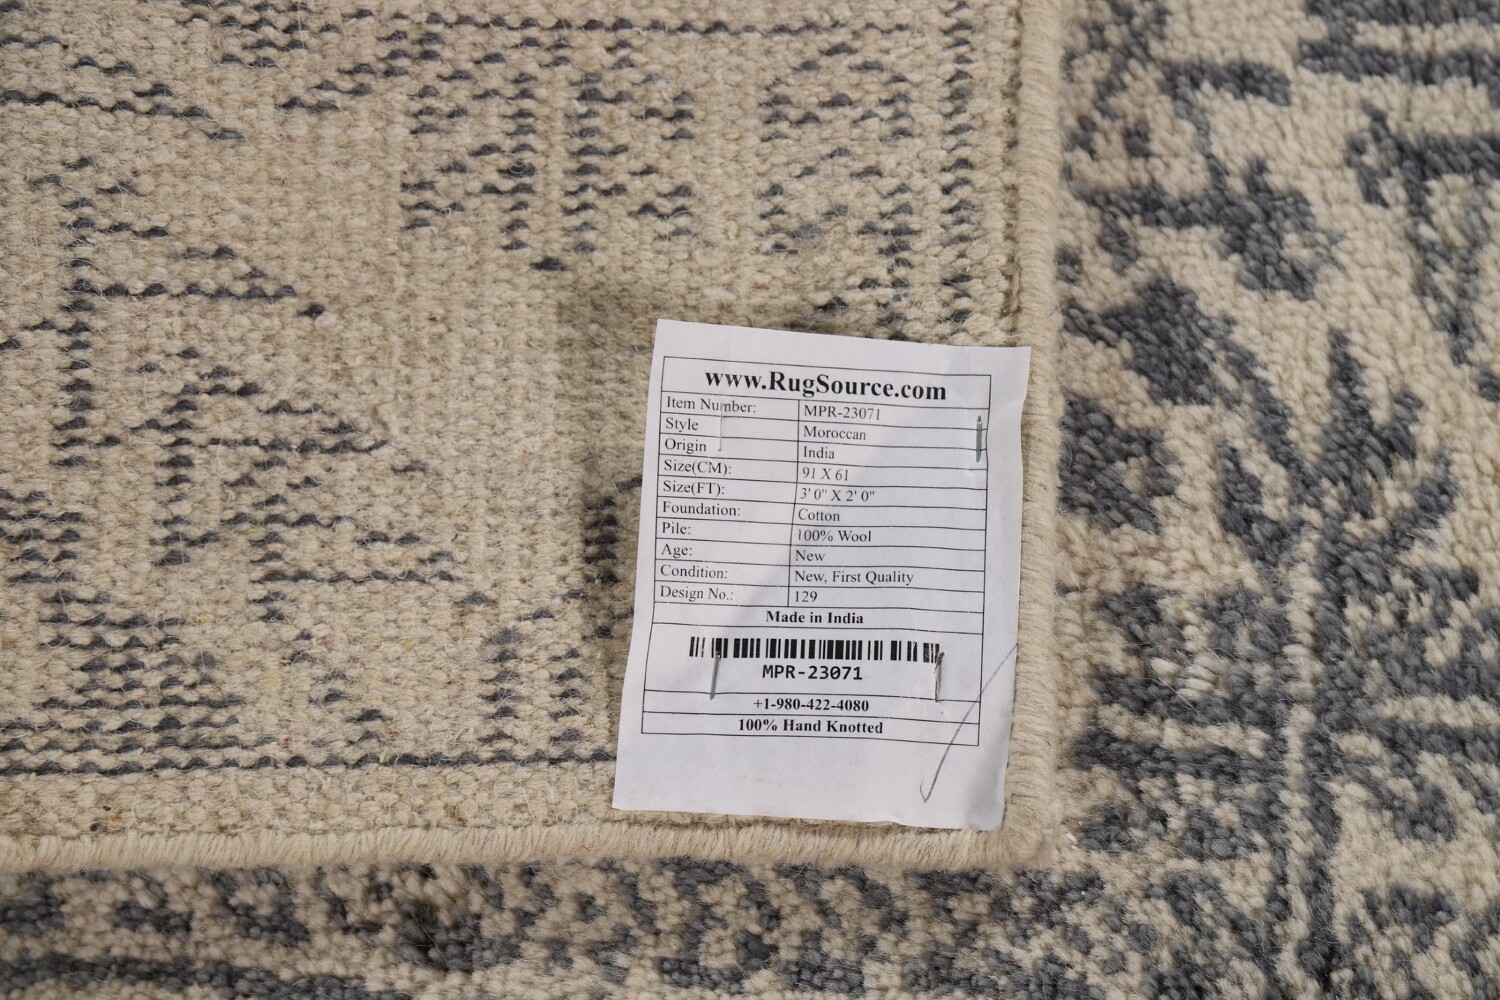 www.RugSource.com
Item Number: MPR-23071
Style Moroccan
Origin India
Size(CM): 91 X 61
Size(FT): 3' 0" X 2' 0"
Foundation: Cotton
Pile: 100% Wool
Age: New
Condition: New, First Quality
Design No.: 129
Made in India
MPR-23071
+1-980-422-4080
100% Hand Knotted